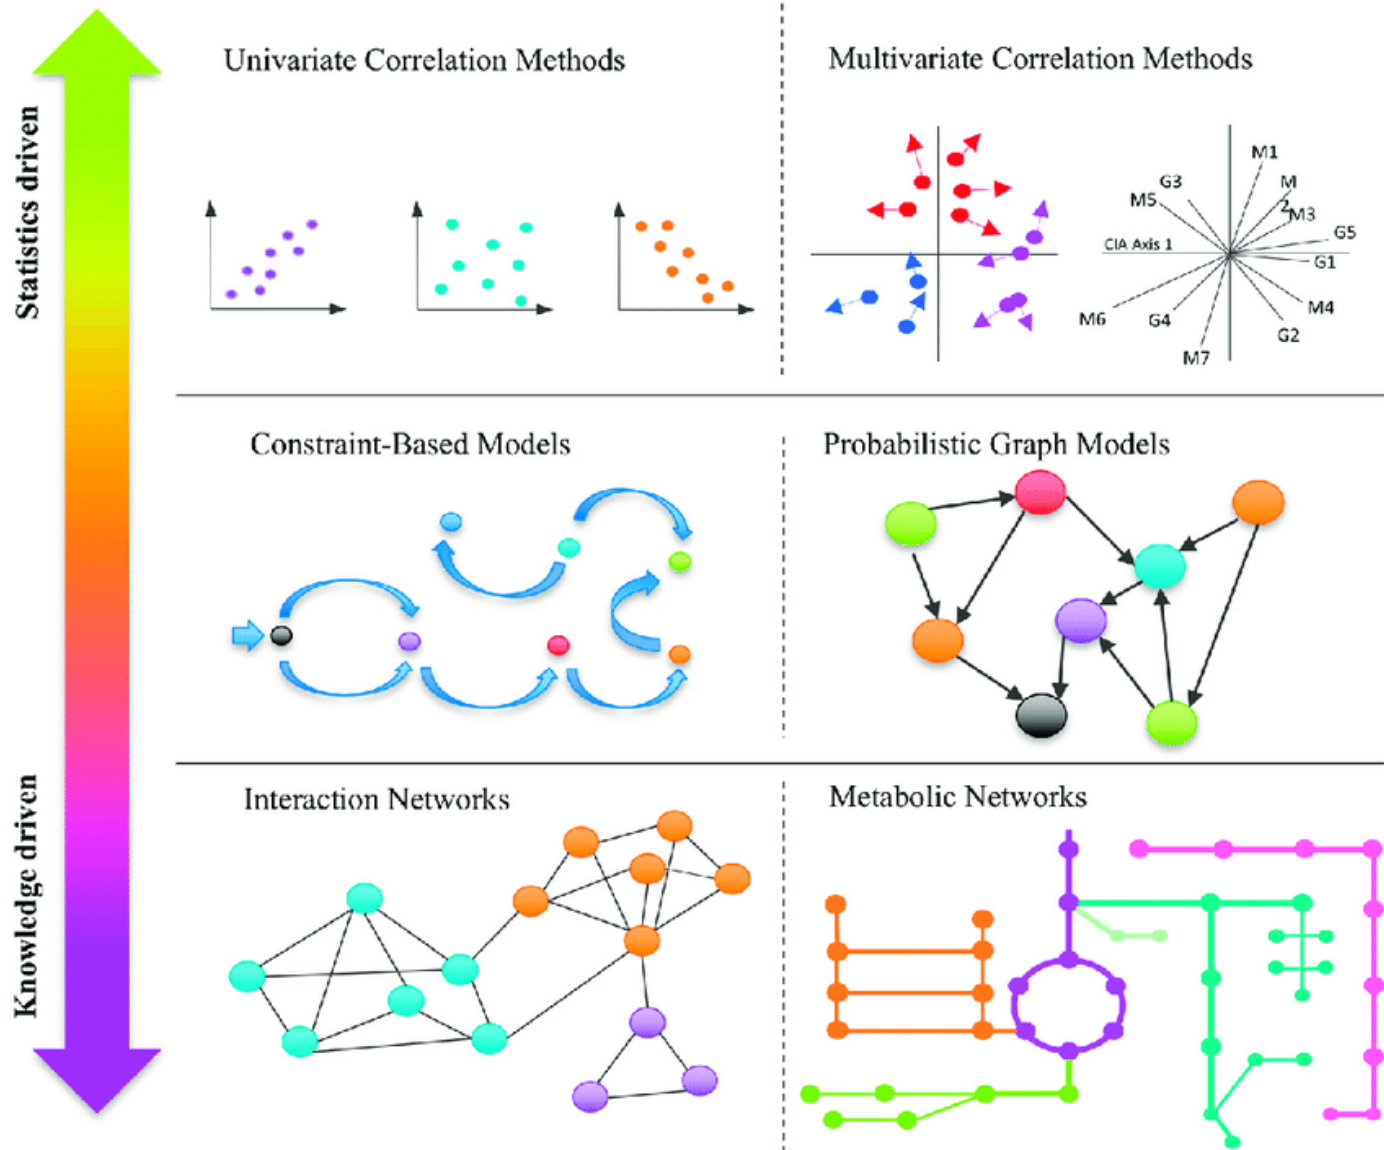 Statistics driven
Knowledge driven
Univariate Correlation Methods
Multivariate Correlation Methods
M1
G3
M
M5
2
M3
G5
CIA Axis 1
G1
M6
G4
M4
G2
M7
Constraint-Based Models
Probabilistic Graph Models
Interaction Networks
Metabolic Networks